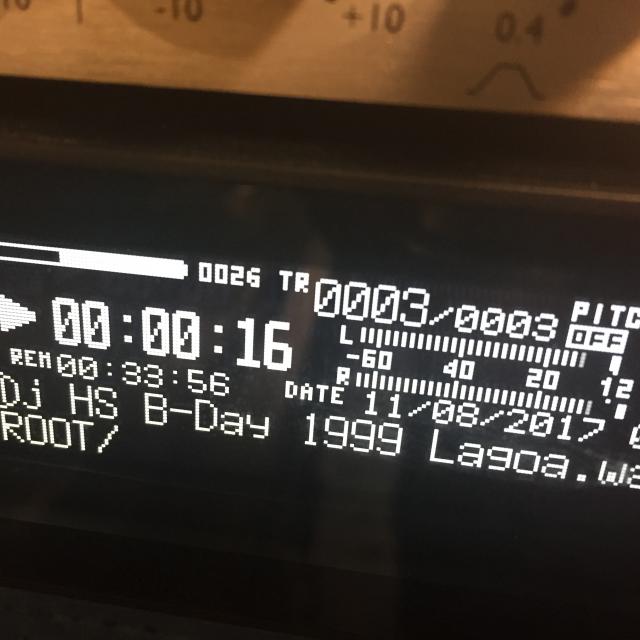 -10
+10
0.4
0026 TR 0003/0003 PITC
00:00:16 OFF
L
-60 40 20 12
R
REM 00:33:56
DATE 11/08/2017
Dj HS B-Day 1999 Lagoa.wa
ROOT/